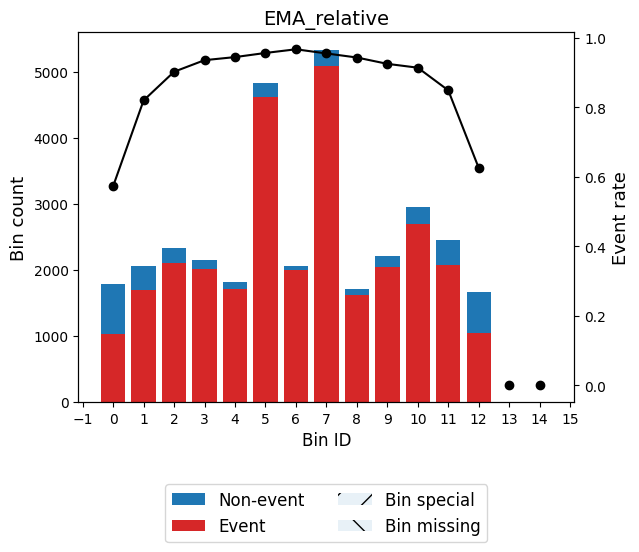 EMA_relative
Bin count
5000
4000
3000
2000
1000
0
1.0
0.8
0.6
0.4
0.2
0.0
Event rate
−1 0 1 2 3 4 5 6 7 8 9 10 11 12 13 14 15
Bin ID
Non-event Bin special
Event Bin missing